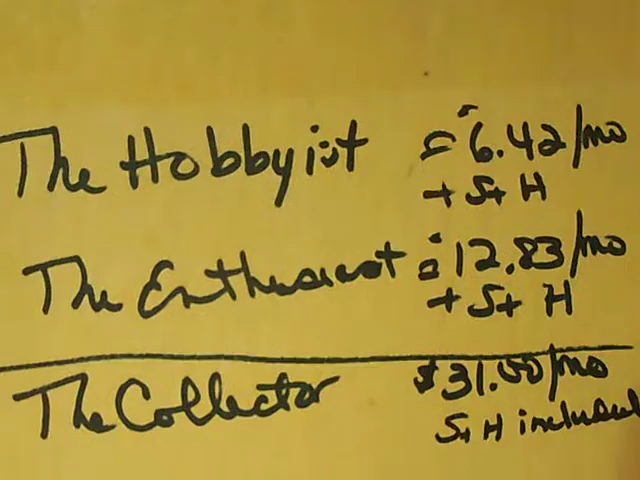 The Hobbyist $6.42/mo
+ S+H
The Enthusiast $12.83/mo
+ S+ H
The Collector $31.50/mo
S+H included